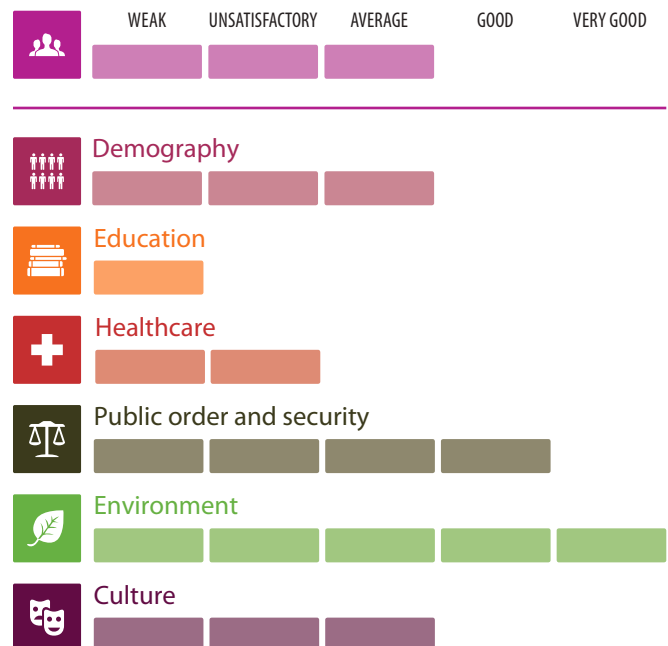 WEAK UNSATISFACTORY AVERAGE GOOD VERY GOOD
Demography
Education
Healthcare
Public order and security
Environment
Culture